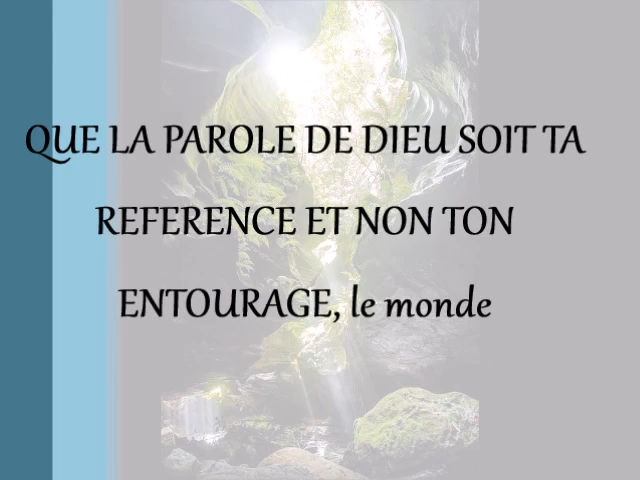 QUE LA PAROLE DE DIEU SOIT TA
REFERENCE ET NON TON
ENTOURAGE, le monde